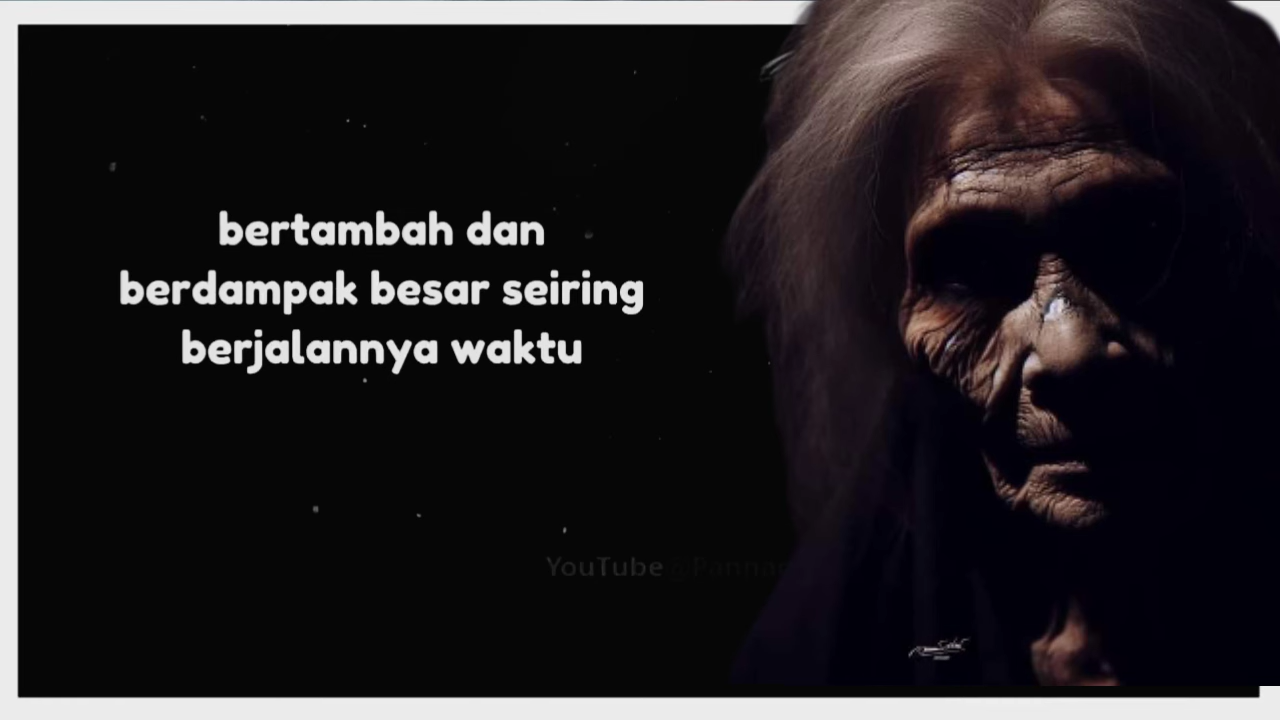 bertambah dan
berdampak besar seiring
berjalannya waktu
YouTube